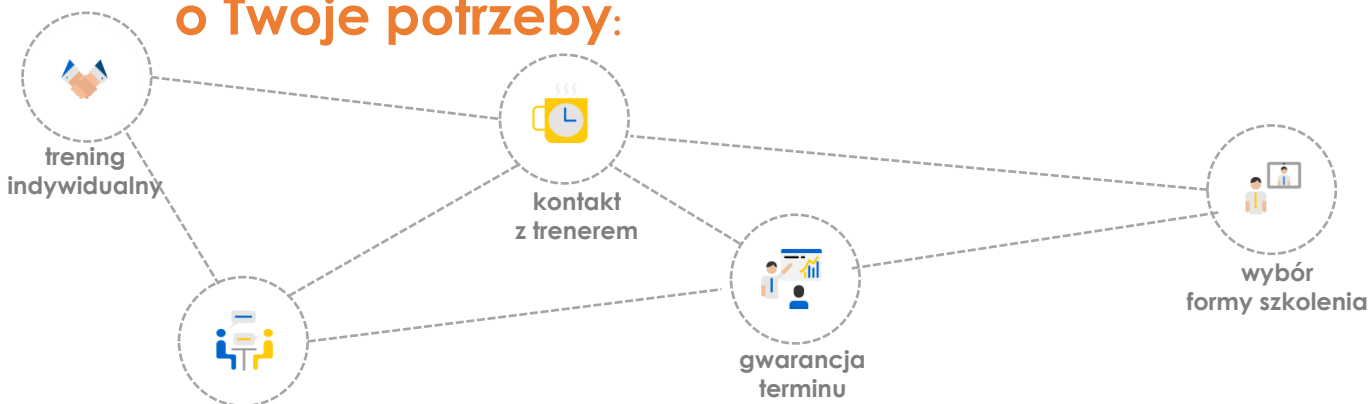 o Twoje potrzeby:
trening
indywidualny
kontakt
z trenerem
wybór
formy szkolenia
gwarancja
terminu